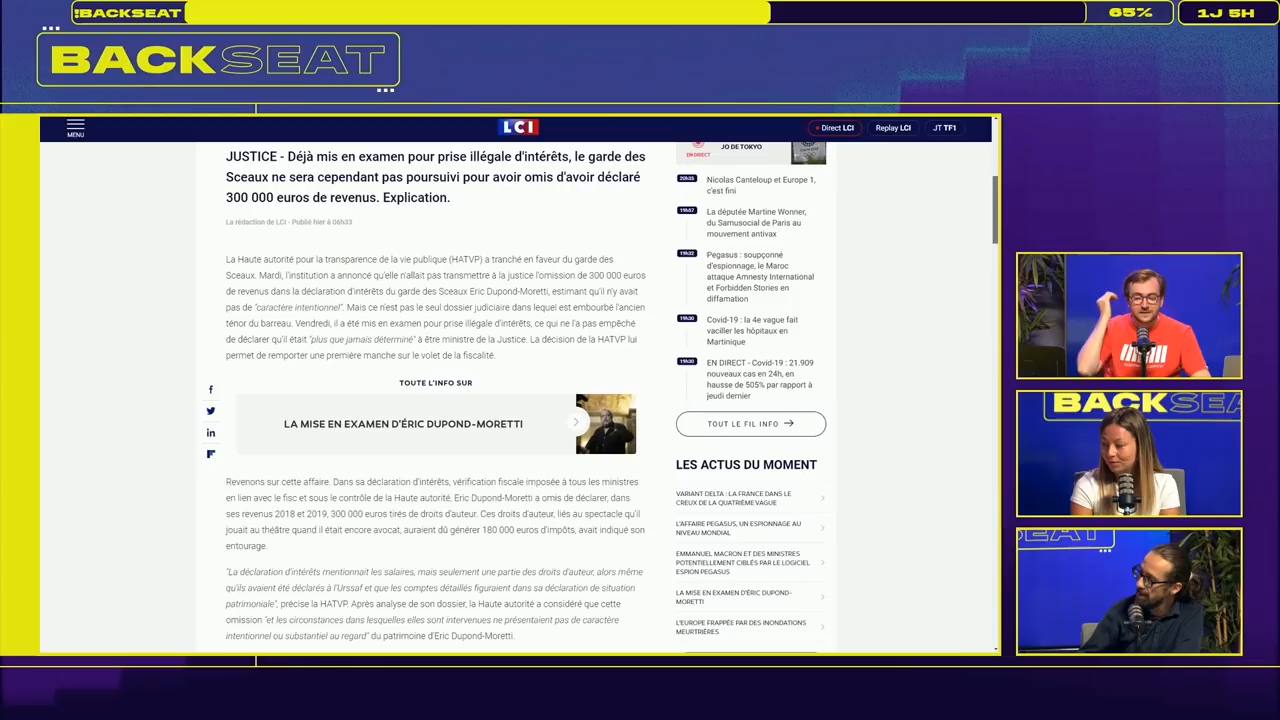 !BACKSEAT
65%
1J 5H
BACKSEAT
MENU
LCI
Direct LCI
Replay LCI
JT TF1
JUSTICE - Déjà mis en examen pour prise illégale d'intérêts, le garde des
Sceaux ne sera cependant pas poursuivi pour avoir omis d'avoir déclaré
300 000 euros de revenus. Explication.
La rédaction de LCI - Publié hier à 06h33
La Haute autorité pour la transparence de la vie publique (HATVP) a tranché en faveur du garde des
Sceaux. Mardi, l'institution a annoncé qu'elle n'allait pas transmettre à la justice l'omission de 300 000 euros
de revenus dans la déclaration d'intérêts du garde des Sceaux Eric Dupond-Moretti, estimant qu'il n'y avait
pas de "caractère intentionnel". Mais ce n'est pas le seul dossier judiciaire dans lequel est embourbé l'ancien
ténor du barreau. Vendredi, il a été mis en examen pour prise illégale d'intérêts, ce qui ne l'a pas empêché
de déclarer qu'il était "plus que jamais déterminé" à être ministre de la Justice. La décision de la HATVP lui
permet de remporter une première manche sur le volet de la fiscalité.
TOUTE L'INFO SUR
LA MISE EN EXAMEN D'ÉRIC DUPOND-MORETTI
Revenons sur cette affaire. Dans sa déclaration d'intérêts, vérification fiscale imposée à tous les ministres
en lien avec le fisc et sous le contrôle de la Haute autorité, Eric Dupond-Moretti a omis de déclarer, dans
ses revenus 2018 et 2019, 300 000 euros tirés de droits d'auteur. Ces droits d'auteur, liés au spectacle qu'il
jouait au théâtre quand il était encore avocat, auraient dû générer 180 000 euros d'impôts, avait indiqué son
entourage.
"La déclaration d'intérêts mentionnait les salaires, mais seulement une partie des droits d'auteur, alors même
qu'ils avaient été déclarés à l'Urssaf et que les comptes détaillés figuraient dans sa déclaration de situation
patrimoniale", précise la HATVP. Après analyse de son dossier, la Haute autorité a considéré que cette
omission "et les circonstances dans lesquelles elles sont intervenues ne présentaient pas de caractère
intentionnel ou substantiel au regard" du patrimoine d'Eric Dupond-Moretti.
EN DIRECT
JO DE TOKYO
20h35
Nicolas Canteloup et Europe 1,
c'est fini
19h57
La députée Martine Wonner,
du Samusocial de Paris au
mouvement antivax
19h32
Pegasus : soupçonné
d'espionnage, le Maroc
attaque Amnesty International
et Forbidden Stories en
diffamation
19h30
Covid-19 : la 4e vague fait
vaciller les hôpitaux en
Martinique
19h30
EN DIRECT - Covid-19 : 21.909
nouveaux cas en 24h, en
hausse de 505% par rapport à
jeudi dernier
TOUT LE FIL INFO
LES ACTUS DU MOMENT
VARIANT DELTA : LA FRANCE DANS LE
CREUX DE LA QUATRIÈME VAGUE
L'AFFAIRE PEGASUS, UN ESPIONNAGE AU
NIVEAU MONDIAL
EMMANUEL MACRON ET DES MINISTRES
POTENTIELLEMENT CIBLÉS PAR LE LOGICIEL
ESPION PEGASUS
LA MISE EN EXAMEN D'ÉRIC DUPOND-
MORETTI
L'EUROPE FRAPPÉE PAR DES INONDATIONS
MEURTRIÈRES
BACKSEA
SEAT